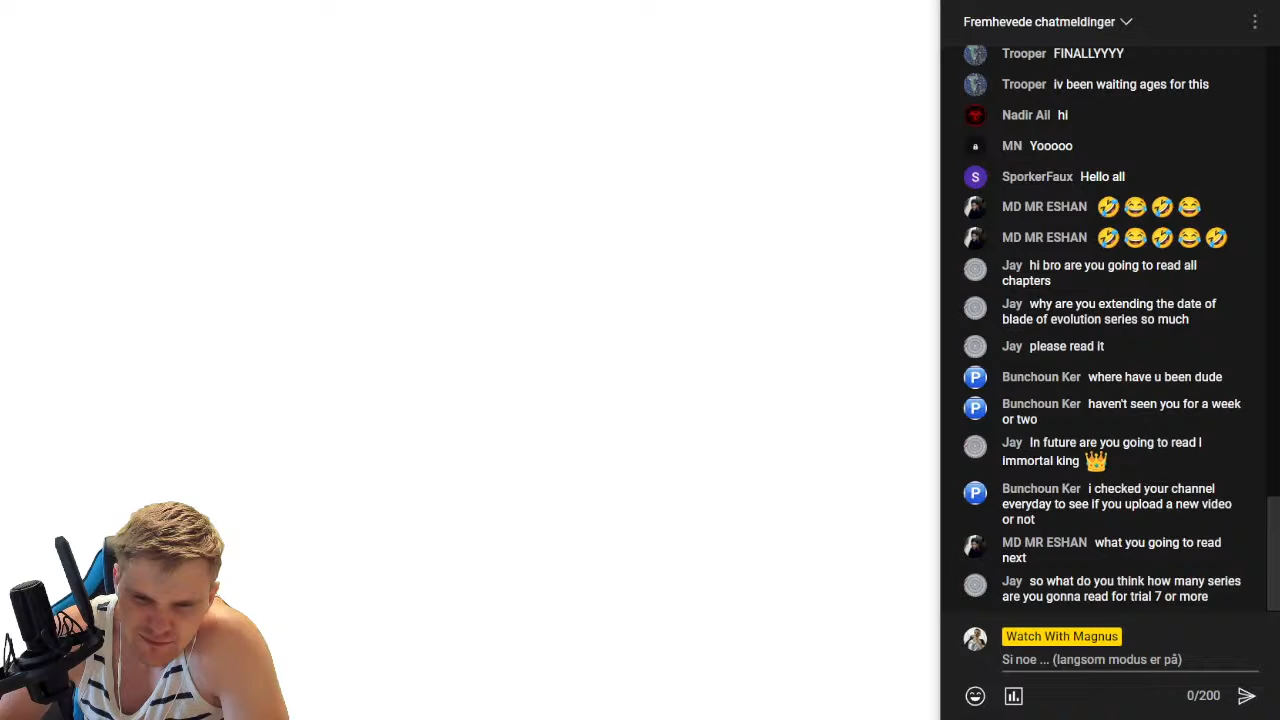 Fremhevede chatmeldinger
Trooper FINALLYYYY
Trooper iv been waiting ages for this
Nadir Ail hi
a MN Yooooo
S SporkerFaux Hello all
MD MR ESHAN 🤣😂🤣😂
MD MR ESHAN 🤣😂🤣😂🤣
Jay hi bro are you going to read all
chapters
Jay why are you extending the date of
blade of evolution series so much
Jay please read it
P Bunchoun Ker where have u been dude
P Bunchoun Ker haven't seen you for a week
or two
Jay In future are you going to read I
immortal king 👑
P Bunchoun Ker i checked your channel
everyday to see if you upload a new video
or not
MD MR ESHAN what you going to read
next
Jay so what do you think how many series
are you gonna read for trial 7 or more
Watch With Magnus
Si noe ... (langsom modus er på)
0/200